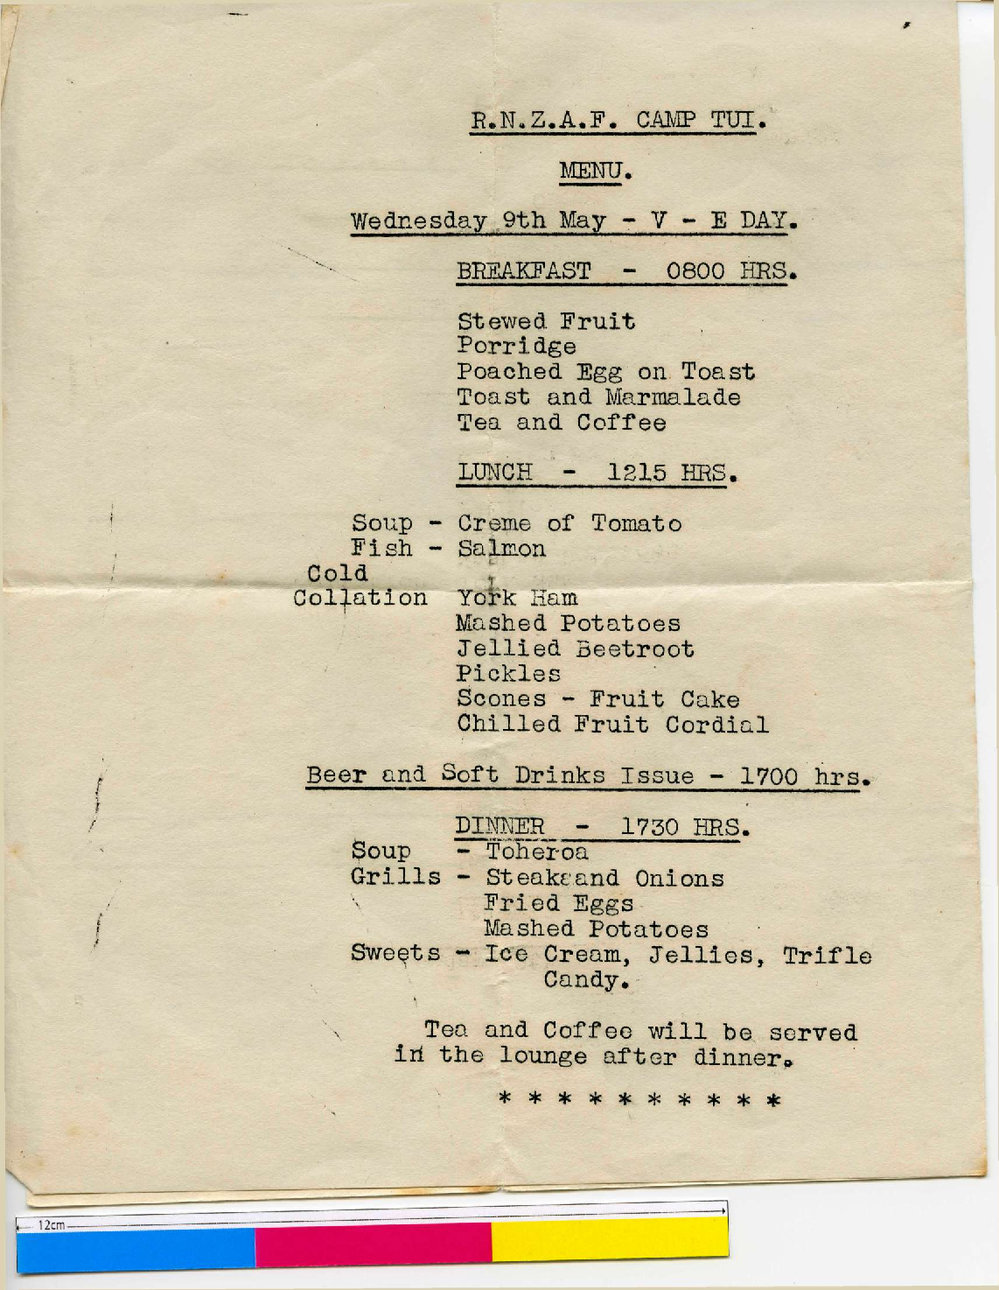 R.N.Z.A.F. CAMP TUI.
MENU.
Wednesday 9th May - V - E DAY.
BREAKFAST - 0800 HRS.
Stewed Fruit
Porridge
Poached Egg on Toast
Toast and Marmalade
Tea and Coffee
LUNCH - 1215 HRS.
Soup - Creme of Tomato
Fish - Salmon
Cold
Collation York Ham
Mashed Potatoes
Jellied Beetroot
Pickles
Scones - Fruit Cake
Chilled Fruit Cordial
Beer and Soft Drinks Issue - 1700 hrs.
DINNER - 1730 HRS.
Soup - Toheroa
Grills - Steaks and Onions
Fried Eggs
Mashed Potatoes
Sweets - Ice Cream, Jellies, Trifle
Candy.
Tea and Coffee will be served
in the lounge after dinner.
* * * * * * * * * *
12cm